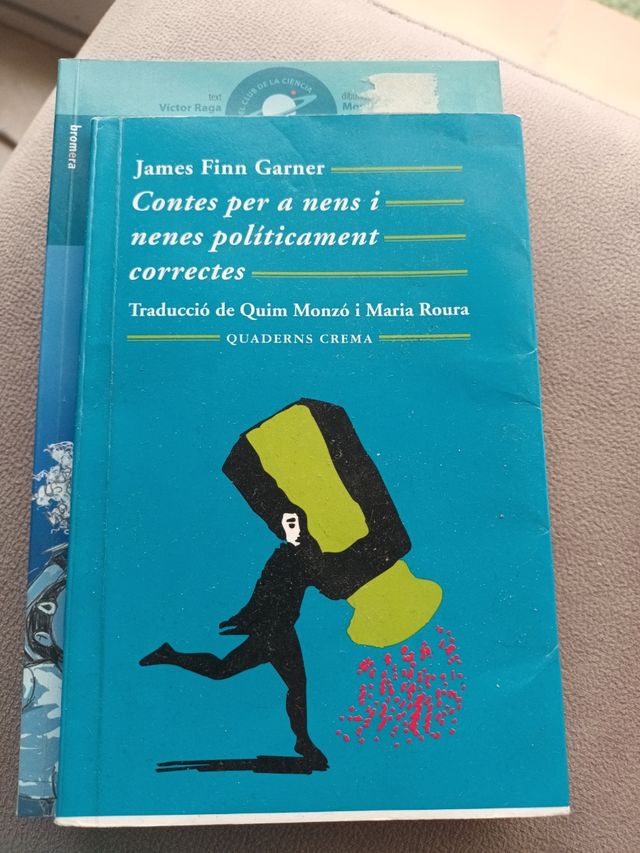 text
Víctor Raga
EL CLUB DE LA CIÈNCIA
bromera
James Finn Garner
Contes per a nens i
nenes políticament
correctes
Traducció de Quim Monzó i Maria Roura
QUADERNS CREMA